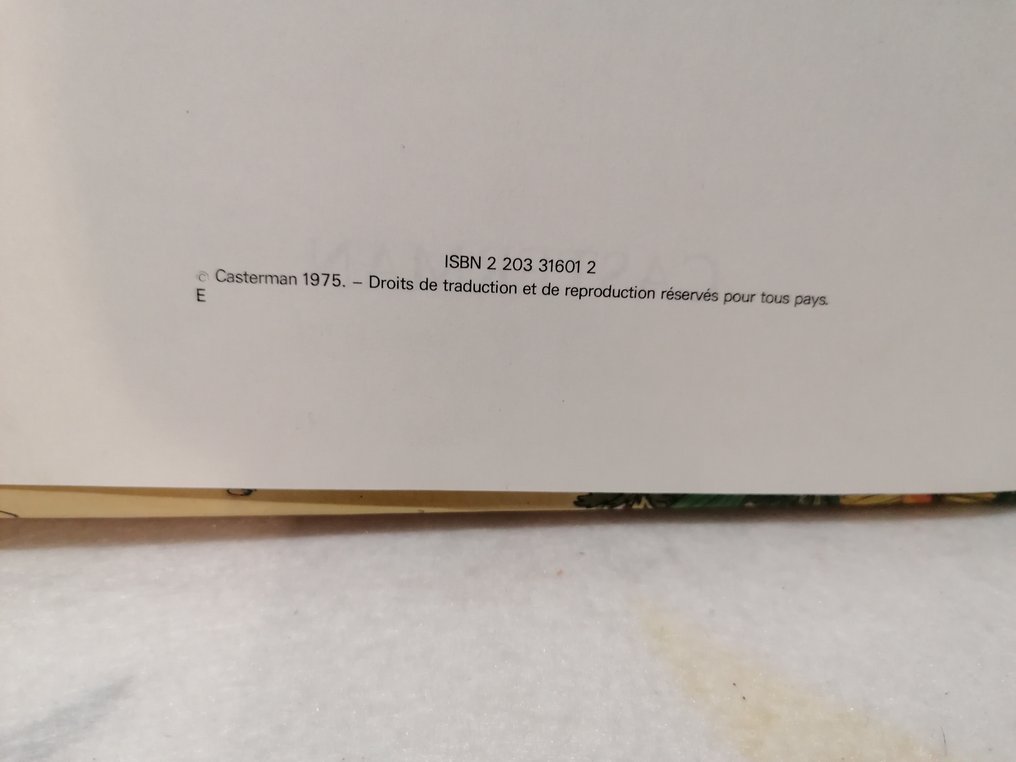 ISBN 2 203 31601 2
© Casterman 1975. – Droits de traduction et de reproduction réservés pour tous pays.
E